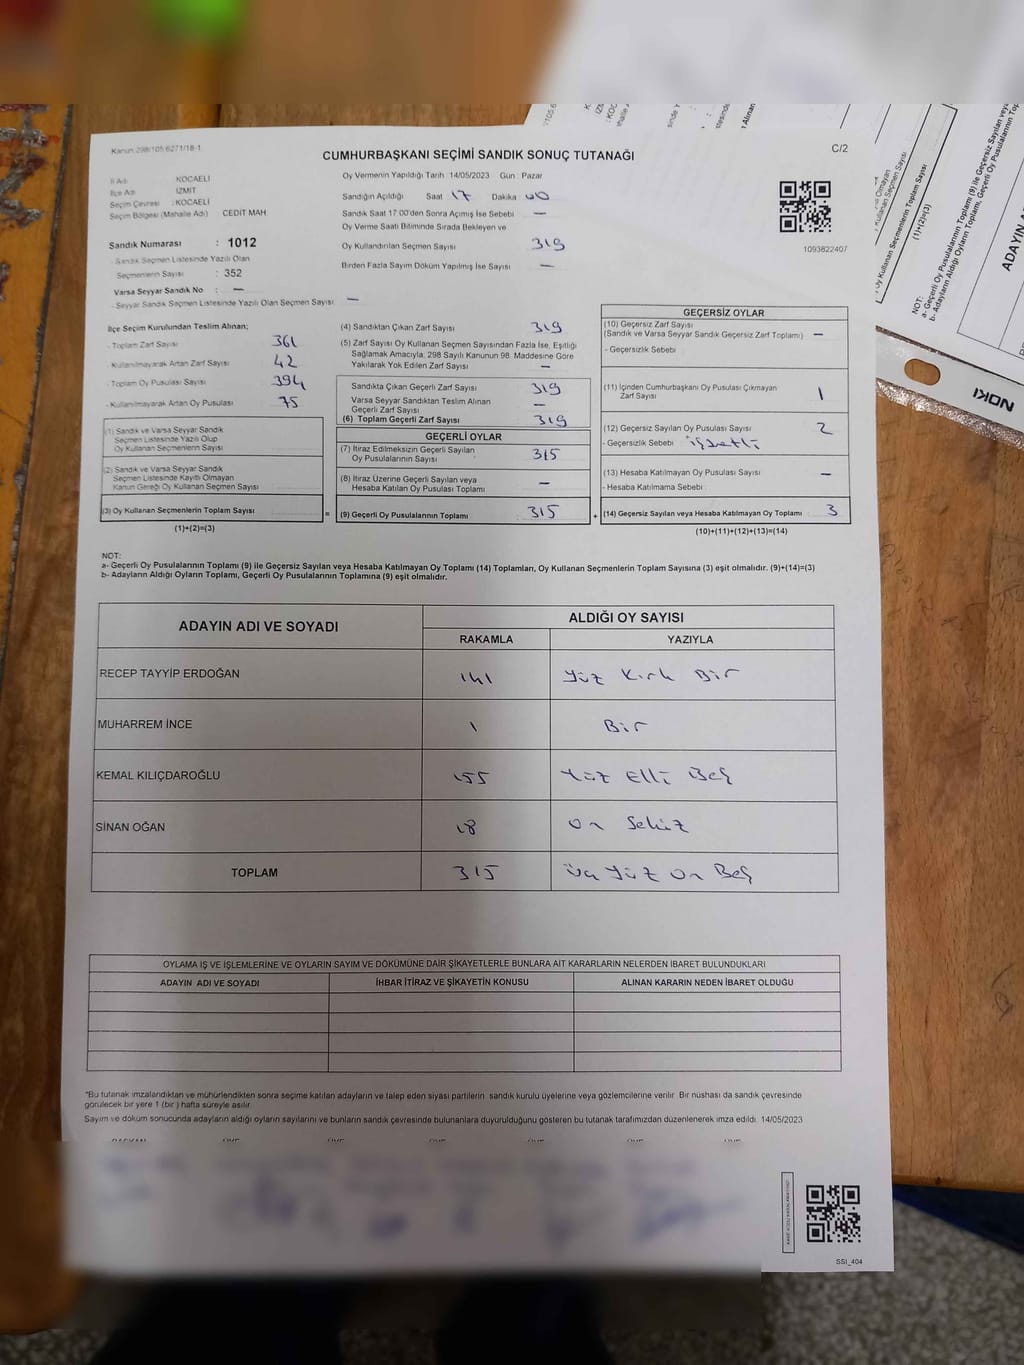 Kanun 298/105 6271/18-1
CUMHURBAŞKANI SEÇİMİ SANDIK SONUÇ TUTANAĞI
C/2
İl Adı KOCAELİ
İlçe Adı İZMİT
Seçim Çevresi : KOCAELİ
Seçim Bölgesi (Mahalle Adı) CEDİT MAH
Sandık Numarası : 1012
Sandık Seçmen Listesinde Yazılı Olan
Seçmenlerin Sayısı : 352
Varsa Seyyar Sandık No : —
- Seyyar Sandık Seçmen Listesinde Yazılı Olan Seçmen Sayısı —
Oy Vermenin Yapıldığı Tarih :14/05/2023 Gün : Pazar
Sandığın Açıldığı Saat 17 Dakika 00
Sandık Saat 17:00'den Sonra Açımış İse Sebebi —
Oy Verme Saati Bitiminde Sırada Bekleyen ve
Oy Kullandırılan Seçmen Sayısı 319
Birden Fazla Sayım Döküm Yapılmış İse Sayısı —
1093822407
İlçe Seçim Kurulundan Teslim Alınan;
- Toplam Zarf Sayısı 361
- Kullanılmayarak Artan Zarf Sayısı 42
- Toplam Oy Pusulası Sayısı 394
- Kullanılmayarak Artan Oy Pusulası 75
(1) Sandık ve Varsa Seyyar Sandık
Seçmen Listesinde Yazılı Olup
Oy Kullanan Seçmenlerin Sayısı
(2) Sandık ve Varsa Seyyar Sandık
Seçmen Listesinde Kayıtlı Olmayan
Kanun Gereği Oy Kullanan Seçmen Sayısı
(3) Oy Kullanan Seçmenlerin Toplam Sayısı
(1)+(2)=(3)
=
(4) Sandıktan Çıkan Zarf Sayısı 319
(5) Zarf Sayısı Oy Kullanan Seçmen Sayısından Fazla İse, Eşitliği
Sağlamak Amacıyla, 298 Sayılı Kanunun 98. Maddesine Göre
Yakılarak Yok Edilen Zarf Sayısı —
Sandıkta Çıkan Geçerli Zarf Sayısı 319
Varsa Seyyar Sandıktan Teslim Alınan
Geçerli Zarf Sayısı —
(6) Toplam Geçerli Zarf Sayısı 319
GEÇERLİ OYLAR
(7) İtiraz Edilmeksizin Geçerli Sayılan
Oy Pusulalarının Sayısı 315
(8) İtiraz Üzerine Geçerli Sayılan veya
Hesaba Katılan Oy Pusulası Toplamı —
(9) Geçerli Oy Pusulalarının Toplamı 315
+
GEÇERSİZ OYLAR
(10) Geçersiz Zarf Sayısı
(Sandık ve Varsa Seyyar Sandık Geçersiz Zarf Toplamı) —
- Geçersizlik Sebebi
(11) İçinden Cumhurbaşkanı Oy Pusulası Çıkmayan
Zarf Sayısı 1
(12) Geçersiz Sayılan Oy Pusulası Sayısı 2
- Geçersizlik Sebebi işaretli
(13) Hesaba Katılmayan Oy Pusulası Sayısı —
- Hesaba Katılmama Sebebi
(14) Geçersiz Sayılan veya Hesaba Katılmayan Oy Toplamı 3
(10)+(11)+(12)+(13)=(14)
NOT:
a- Geçerli Oy Pusulalarının Toplamı (9) ile Geçersiz Sayılan veya Hesaba Katılmayan Oy Toplamı (14) Toplamları, Oy Kullanan Seçmenlerin Toplam Sayısına (3) eşit olmalıdır. (9)+(14)=(3)
b- Adayların Aldığı Oyların Toplamı, Geçerli Oy Pusulalarının Toplamına (9) eşit olmalıdır.
ADAYIN ADI VE SOYADI
ALDIĞI OY SAYISI
RAKAMLA YAZIYLA
RECEP TAYYİP ERDOĞAN 141 Yüz Kırk Bir
MUHARREM İNCE 1 Bir
KEMAL KILIÇDAROĞLU 155 Yüz Elli Beş
SİNAN OĞAN 18 On Sekiz
TOPLAM 315 Üç Yüz On Beş
OYLAMA İŞ VE İŞLEMLERİNE VE OYLARIN SAYIM VE DÖKÜMÜNE DAİR ŞİKAYETLERLE BUNLARA AİT KARARLARIN NELERDEN İBARET BULUNDUKLARI
ADAYIN ADI VE SOYADI İHBAR İTİRAZ VE ŞİKAYETİN KONUSU ALINAN KARARIN NEDEN İBARET OLDUĞU
*Bu tutanak imzalandıktan ve mühürlendikten sonra seçime katılan adayların ve talep eden siyasi partilerin sandık kurulu üyelerine veya gözlemcilerine verilir Bir nüshası da sandık çevresinde
görülecek bir yere 1 (bir ) hafta süreyle asılır.
Sayım ve döküm sonucunda adayların aldığı oyların sayılarını ve bunların sandık çevresinde bulunanlara duyurulduğunu gösteren bu tutanak tarafımızdan düzenlenerek imza edildi. 14/05/2023
SSI_404
(1)+(2)=(3)
NOT:
ADAYIN
NOKI